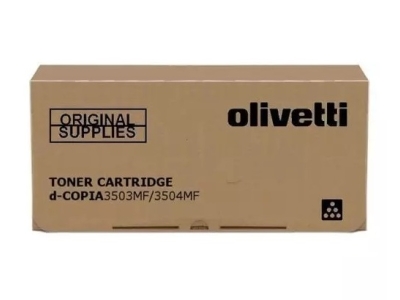 ORIGINAL
SUPPLIES
olivetti
TONER CARTRIDGE
d-COPIA3503MF/3504MF